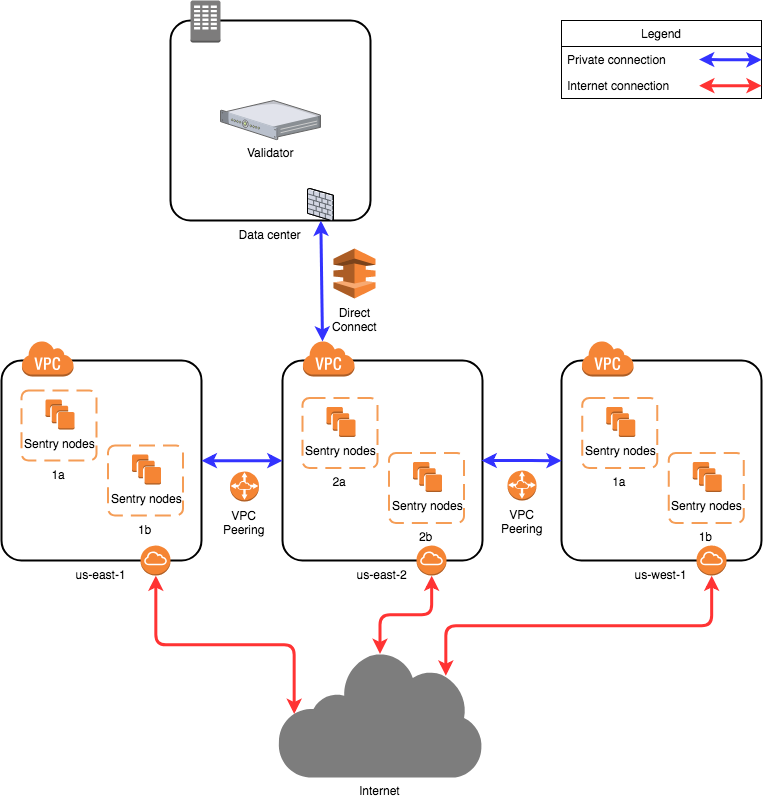 Legend
Private connection
Internet connection
Validator
Data center
Direct
Connect
VPC
VPC
VPC
Sentry nodes
1a
Sentry nodes
1b
us-east-1
VPC
Peering
Sentry nodes
2a
Sentry nodes
2b
us-east-2
VPC
Peering
Sentry nodes
1a
Sentry nodes
1b
us-west-1
Internet